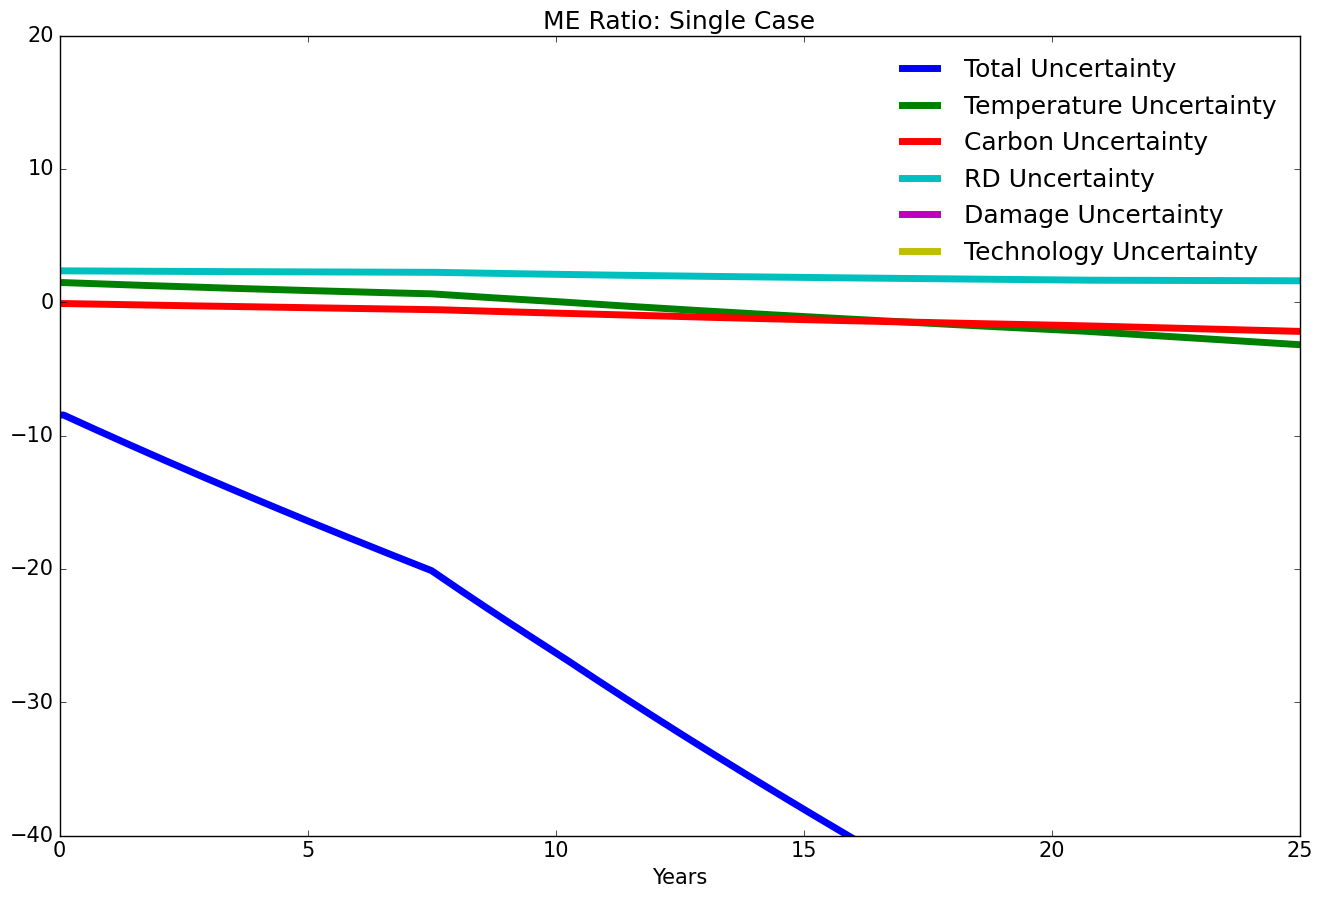 ME Ratio: Single Case
20
10
0
−10
−20
−30
−40
Total Uncertainty
Temperature Uncertainty
Carbon Uncertainty
RD Uncertainty
Damage Uncertainty
Technology Uncertainty
0 5 10 15 20 25
Years